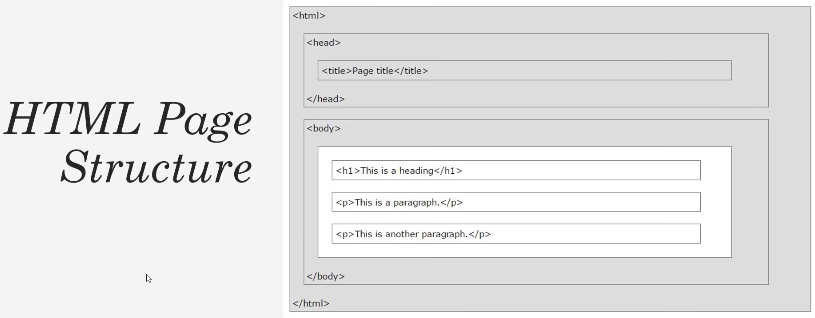 HTML Page
Structure
<html>
<head>
<title>Page title</title>
</head>
<body>
<h1>This is a heading</h1>
<p>This is a paragraph.</p>
<p>This is another paragraph.</p>
</body>
</html>